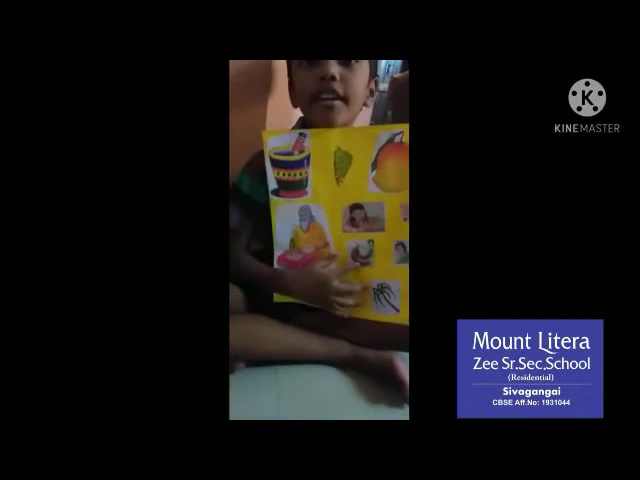 K
KINEMASTER
Mount Litera
Zee Sr.Sec.School
(Residential)
Sivagangai
CBSE Aff.No: 1931044